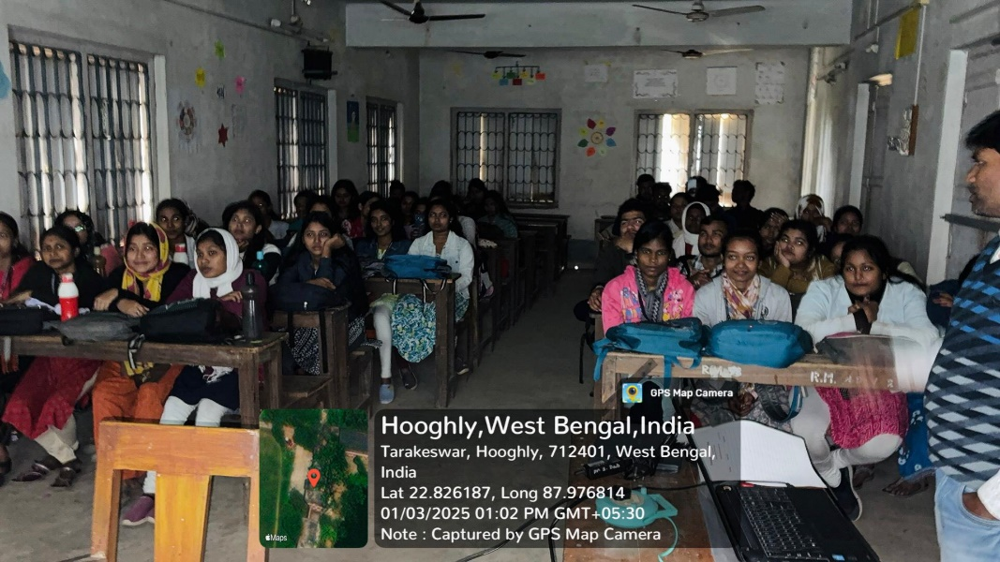 R.M.
GPS Map Camera
Hooghly,West Bengal,India
Tarakeswar, Hooghly, 712401, West Bengal,
India
Lat 22.826187, Long 87.976814
01/03/2025 01:02 PM GMT+05:30
Note : Captured by GPS Map Camera
Maps